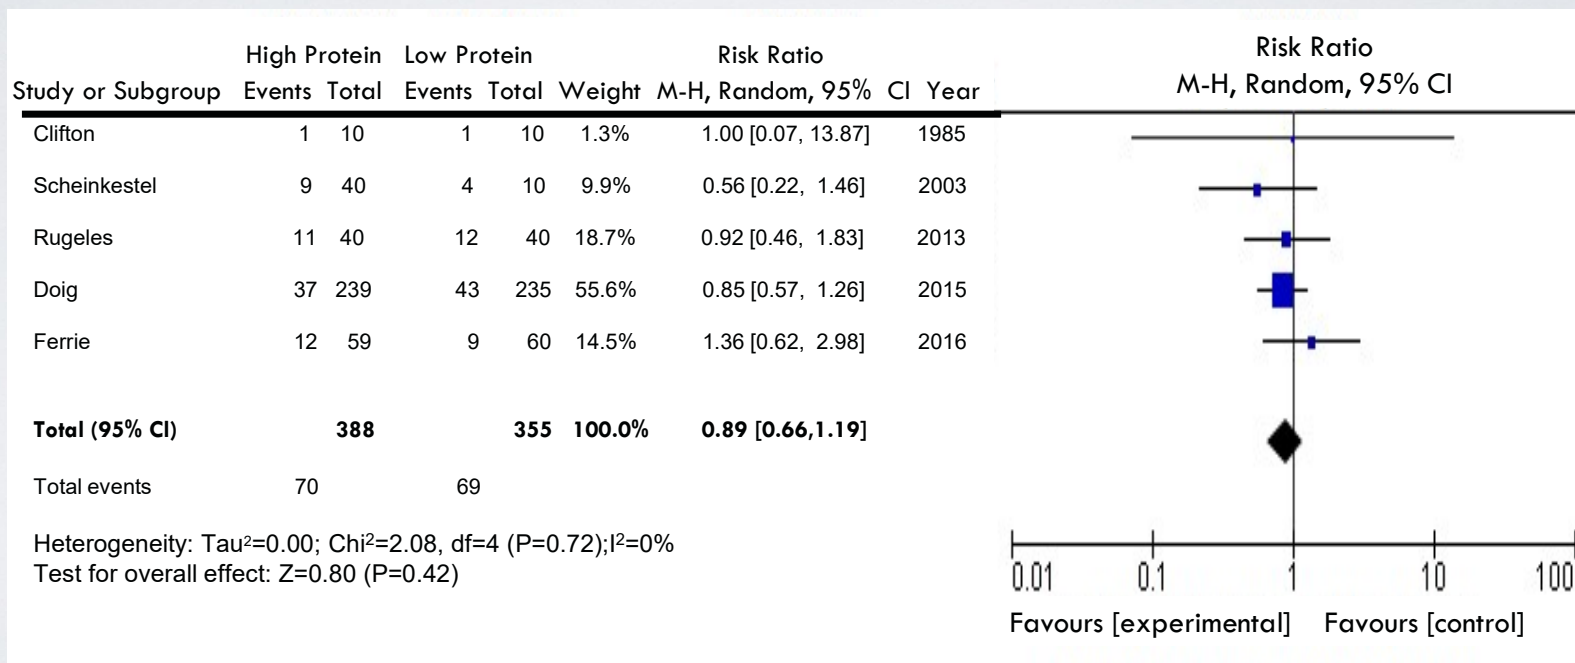 High Protein Low Protein Risk Ratio
Study or Subgroup Events Total Events Total Weight M-H, Random, 95% CI Year
Clifton 1 10 1 10 1.3% 1.00 [0.07, 13.87] 1985
Scheinkestel 9 40 4 10 9.9% 0.56 [0.22, 1.46] 2003
Rugeles 11 40 12 40 18.7% 0.92 [0.46, 1.83] 2013
Doig 37 239 43 235 55.6% 0.85 [0.57, 1.26] 2015
Ferrie 12 59 9 60 14.5% 1.36 [0.62, 2.98] 2016
Total (95% CI) 388 355 100.0% 0.89 [0.66,1.19]
Total events 70 69
Heterogeneity: Tau²=0.00; Chi²=2.08, df=4 (P=0.72);I²=0%
Test for overall effect: Z=0.80 (P=0.42)
Risk Ratio
M-H, Random, 95% CI
0.01 0.1 1 10 100
Favours [experimental] Favours [control]